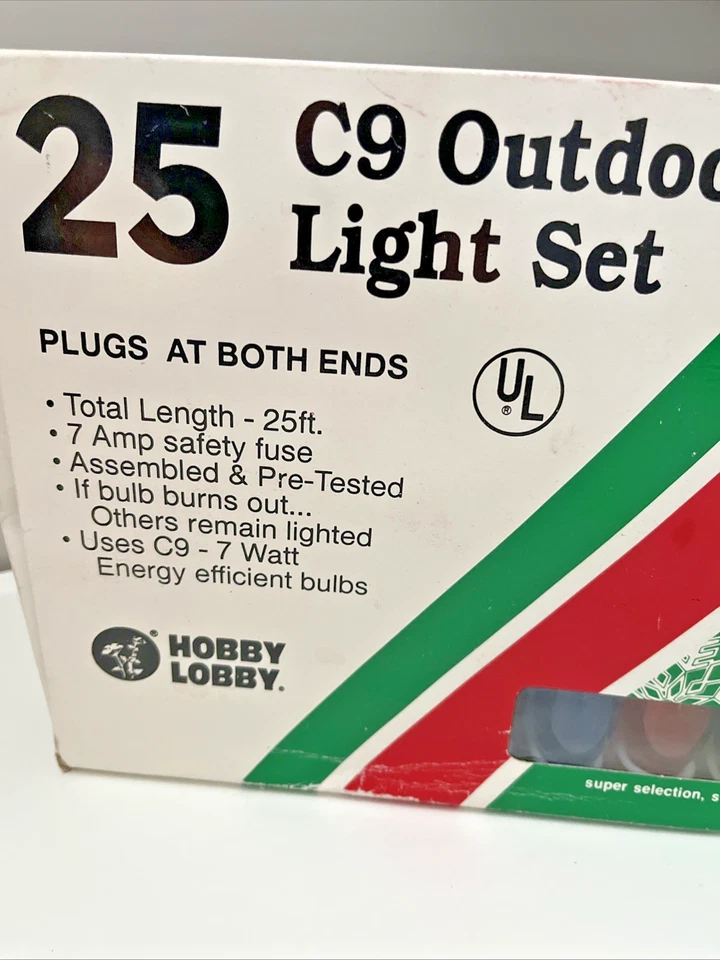 25 C9 Outdoo
Light Set
PLUGS AT BOTH ENDS
UL
®
• Total Length - 25ft.
• 7 Amp safety fuse
• Assembled & Pre-Tested
• If bulb burns out...
Others remain lighted
• Uses C9 - 7 Watt
Energy efficient bulbs
® HOBBY
LOBBY.
super selection, s